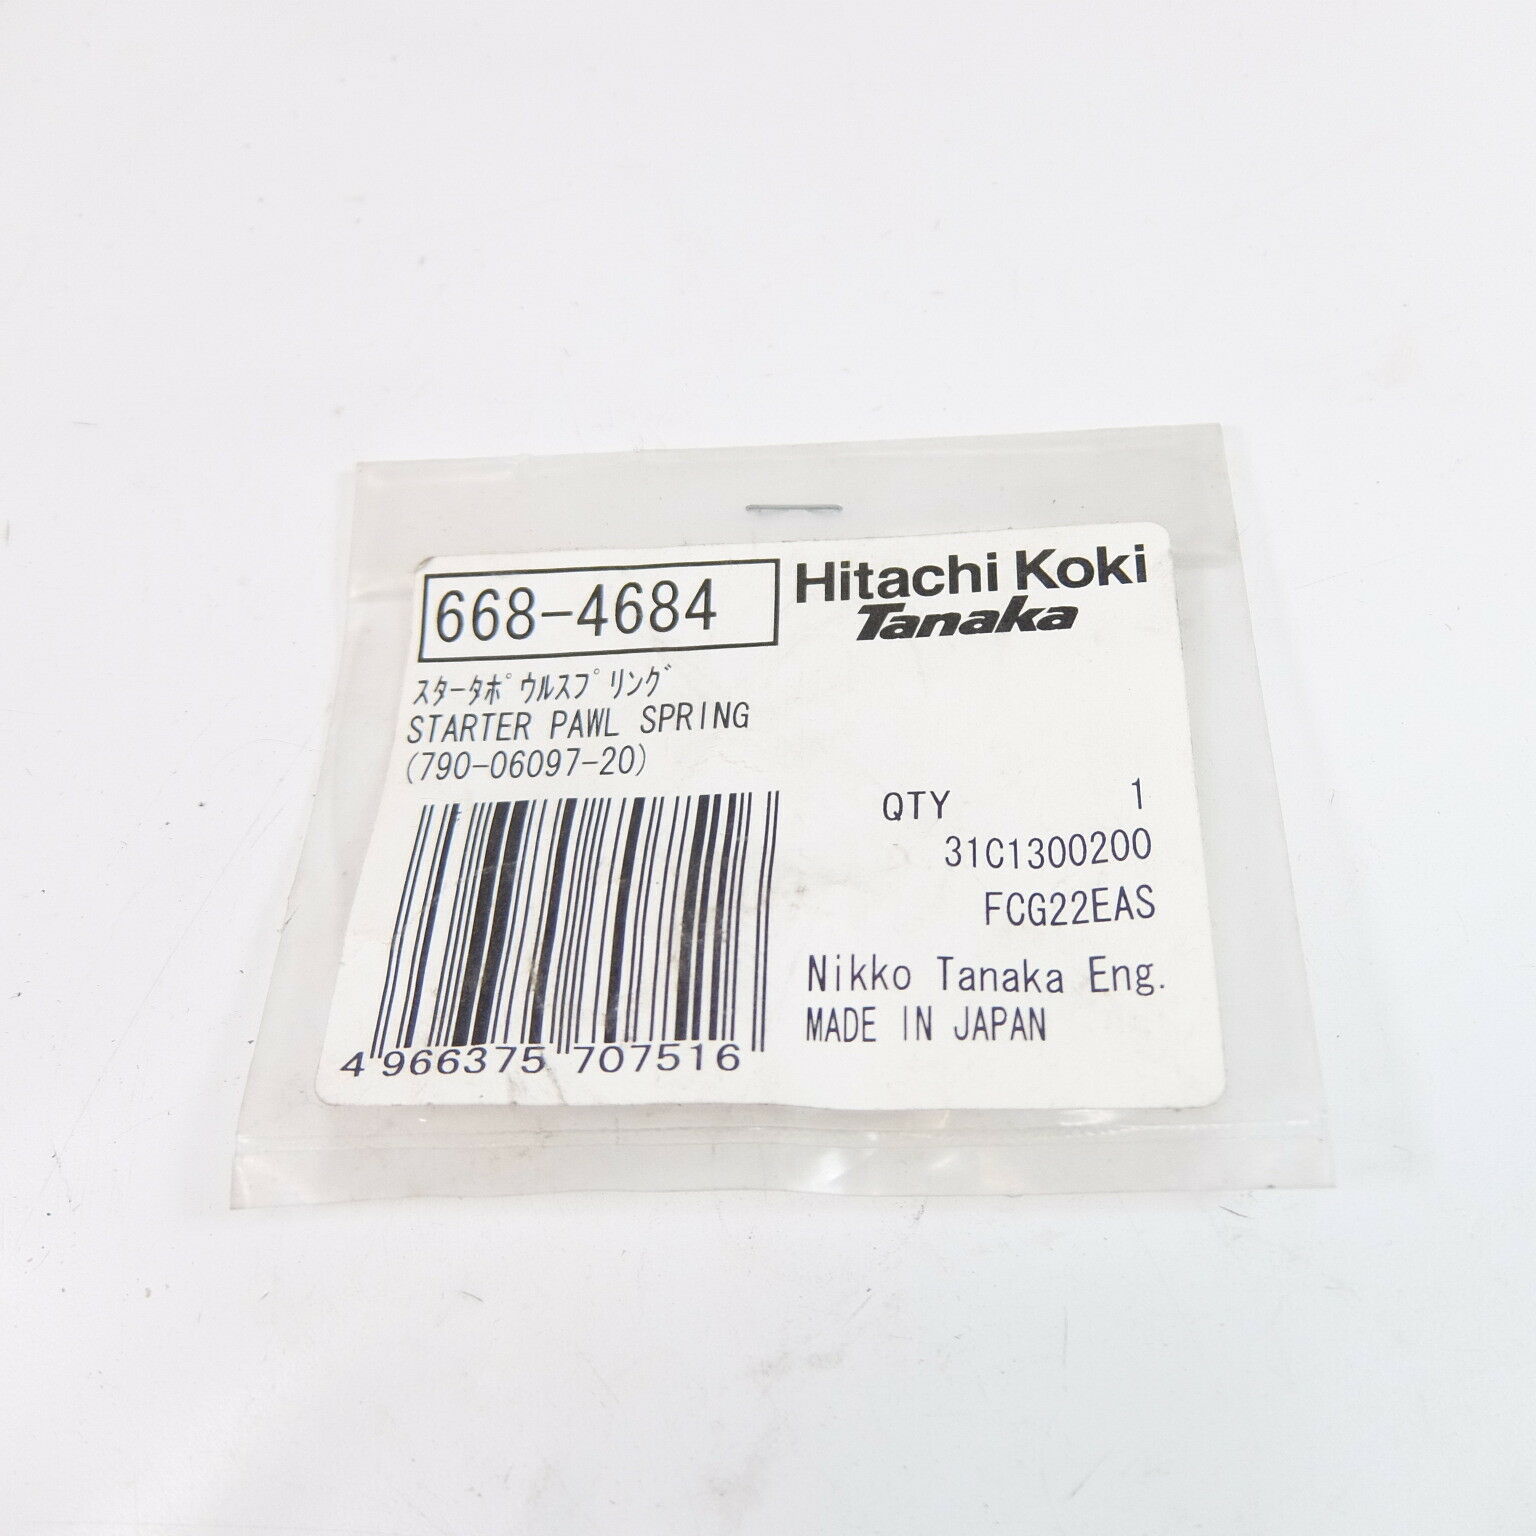 668-4684
Hitachi Koki
Tanaka
ｽﾀｰﾀﾎﾟｳﾙｽﾌﾟﾘﾝｸﾞ
STARTER PAWL SPRING
(790-06097-20)
QTY 1
31C1300200
FCG22EAS
Nikko Tanaka Eng.
MADE IN JAPAN
4 966375 707516